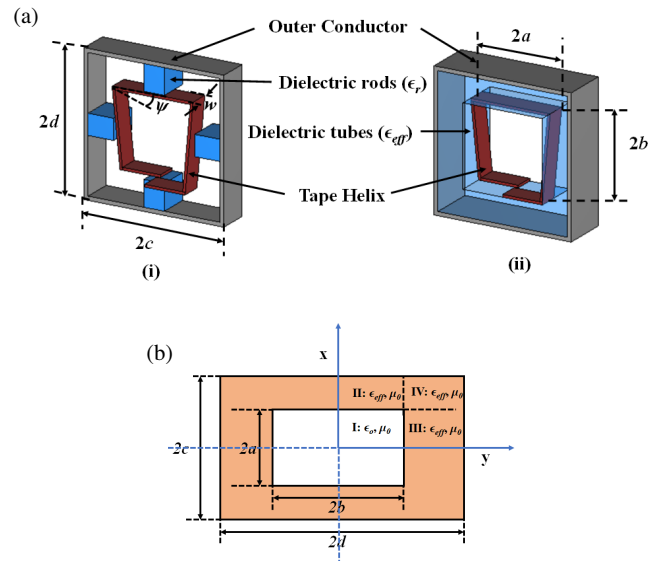 (a)
Outer Conductor
2a
Dielectric rods (ϵr)
ψ
w
2d
Dielectric tubes (ϵeff)
2b
Tape Helix
2c
(i)
(ii)
(b)
x
II: ϵeff, μ0
IV: ϵeff, μ0
I: ϵo, μ0
III: ϵeff, μ0
2c
2a
y
2b
2d